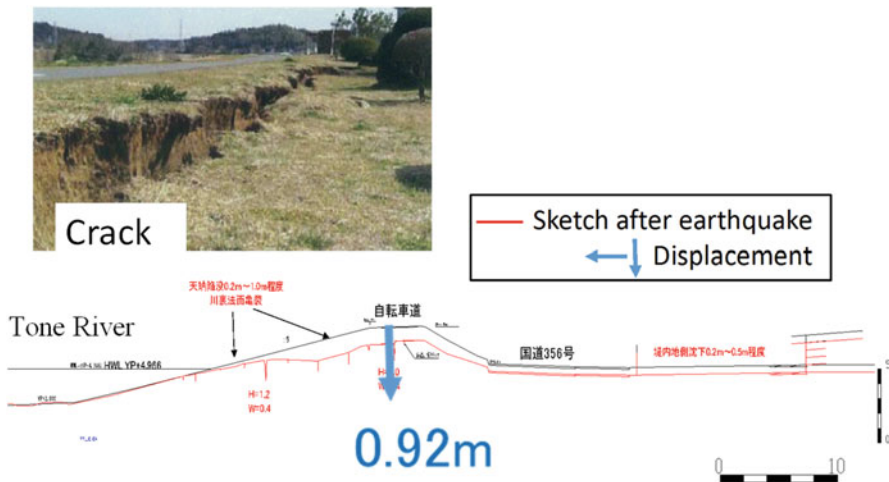 Crack
Sketch after earthquake
Displacement
天端陥没0.2m～1.0m程度
川裏法面亀裂
自転車道
Tone River
HWL YP+4.966
国道356号
堤内地側沈下0.2m～0.5m程度
H=1.2
W=0.4
0.92m
0
10